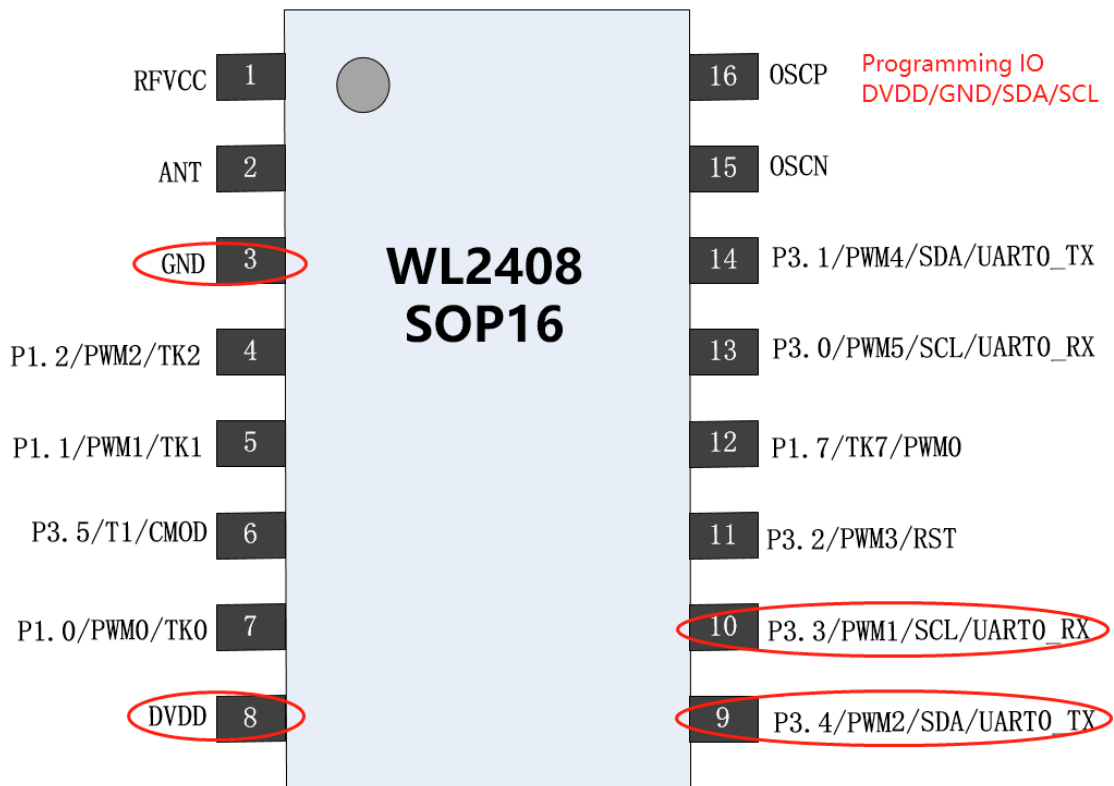 RFVCC 1
ANT 2
GND 3
P1.2/PWM2/TK2 4
P1.1/PWM1/TK1 5
P3.5/T1/CMOD 6
P1.0/PWM0/TK0 7
DVDD 8
WL2408
SOP16
16 OSCP
15 OSCN
14 P3.1/PWM4/SDA/UART0_TX
13 P3.0/PWM5/SCL/UART0_RX
12 P1.7/TK7/PWM0
11 P3.2/PWM3/RST
10 P3.3/PWM1/SCL/UART0_RX
9 P3.4/PWM2/SDA/UART0_TX
Programming IO
DVDD/GND/SDA/SCL